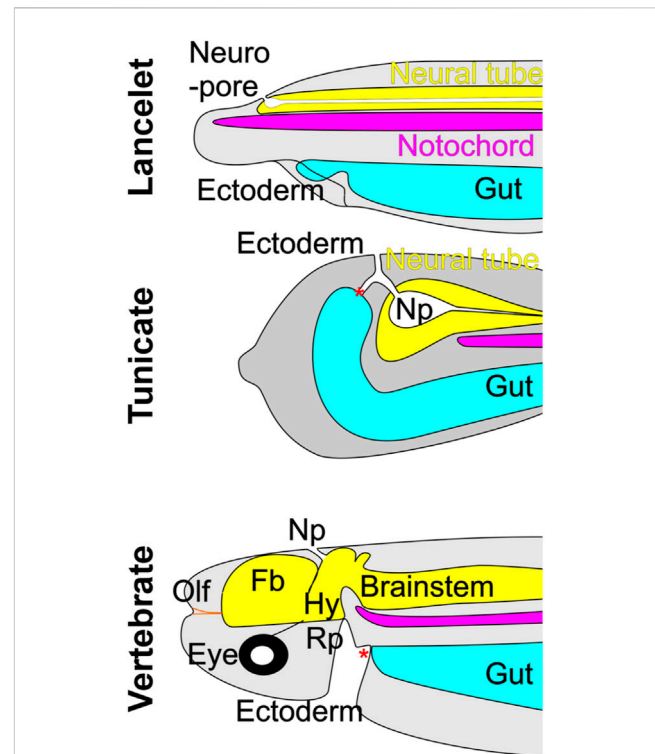 Lancelet
Neuro
-pore
Neural tube
Notochord
Ectoderm
Gut
Tunicate
Ectoderm
Neural tube
*
Np
Gut
Vertebrate
Np
Olf
Fb
Brainstem
Hy
Rp
Eye
*
Gut
Ectoderm